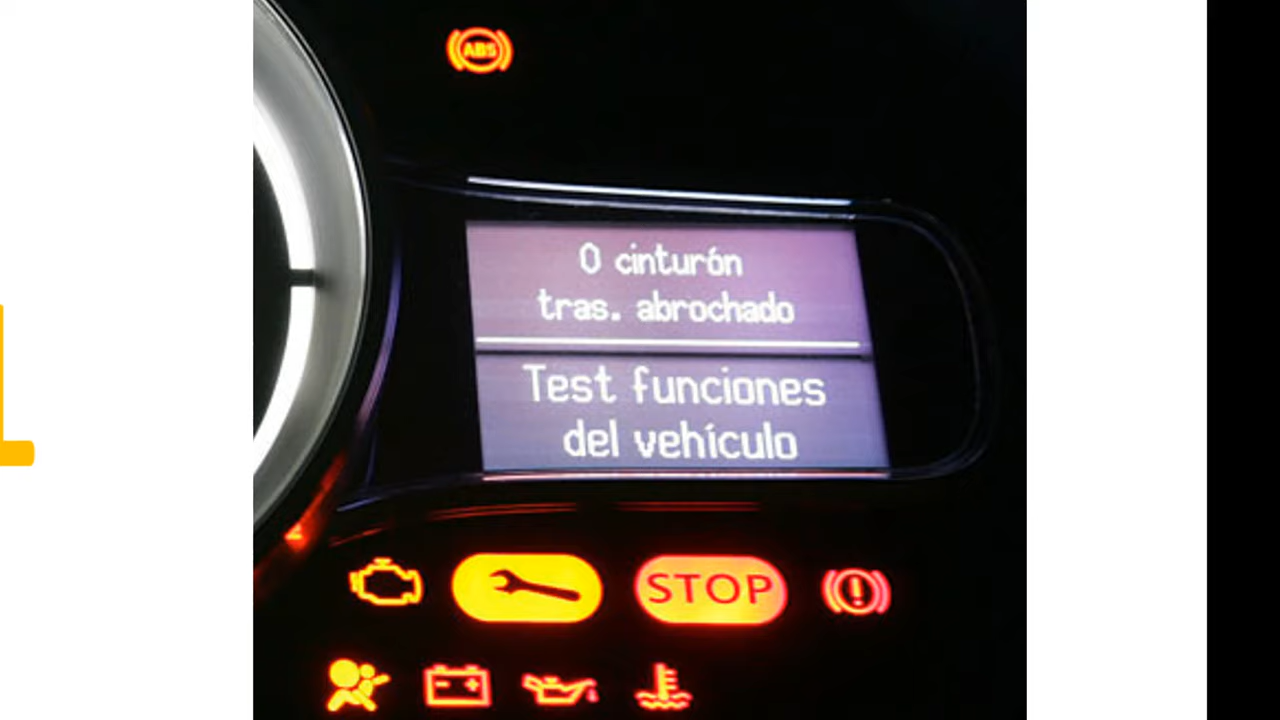 ABS
0 cinturón
tras. abrochado
Test funciones
del vehículo
STOP